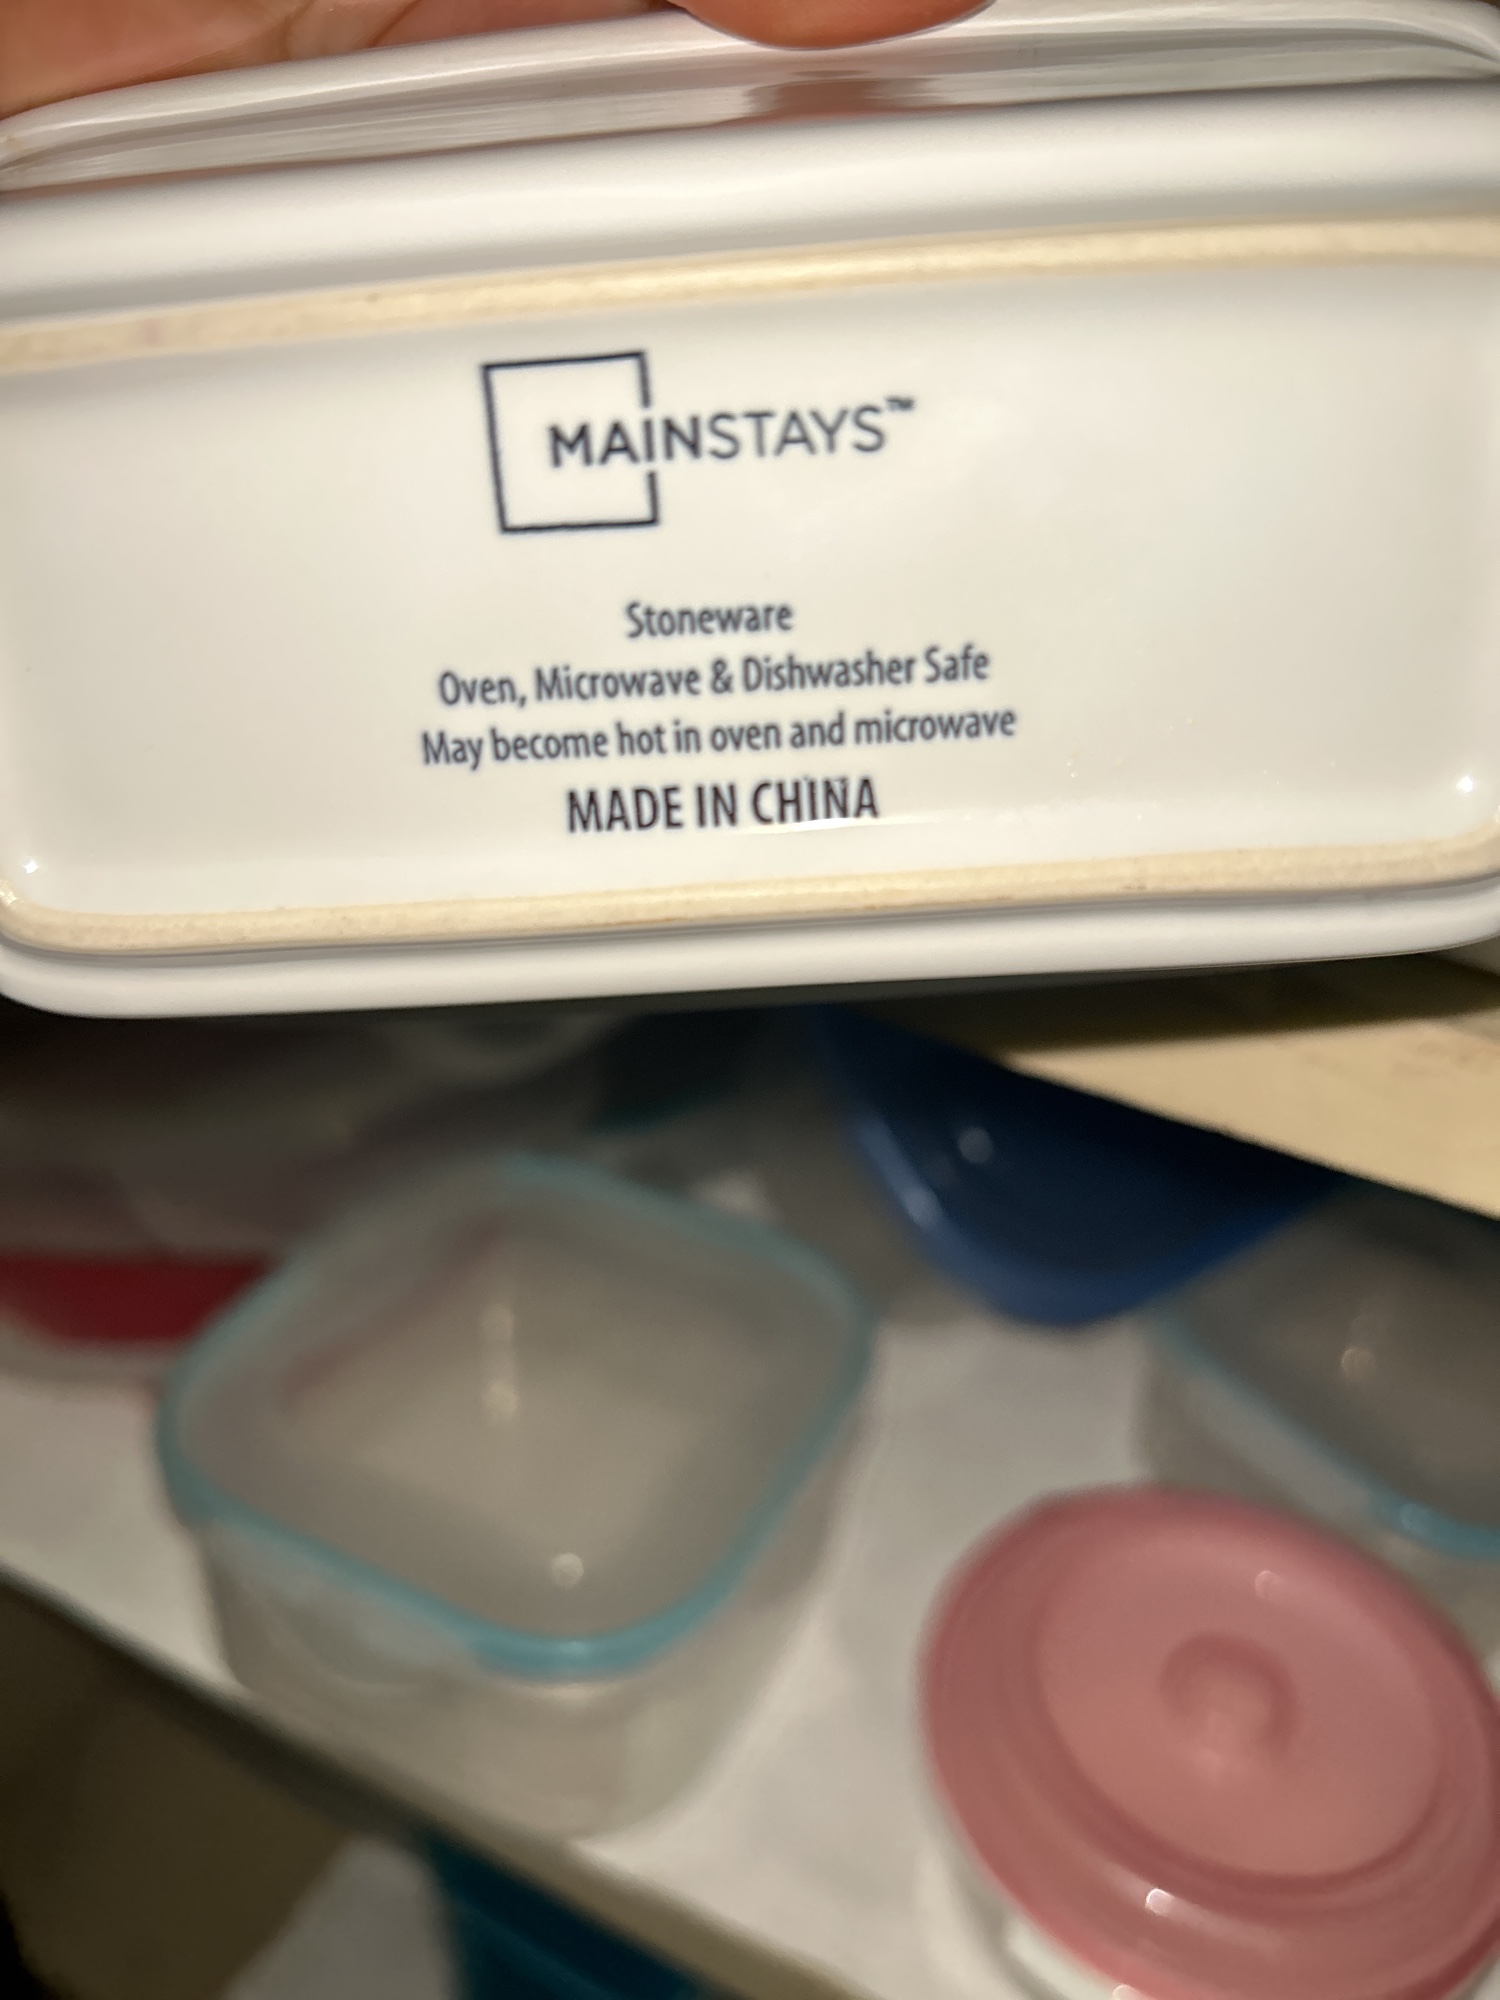 MAINSTAYS™
Stoneware
Oven, Microwave & Dishwasher Safe
May become hot in oven and microwave
MADE IN CHINA